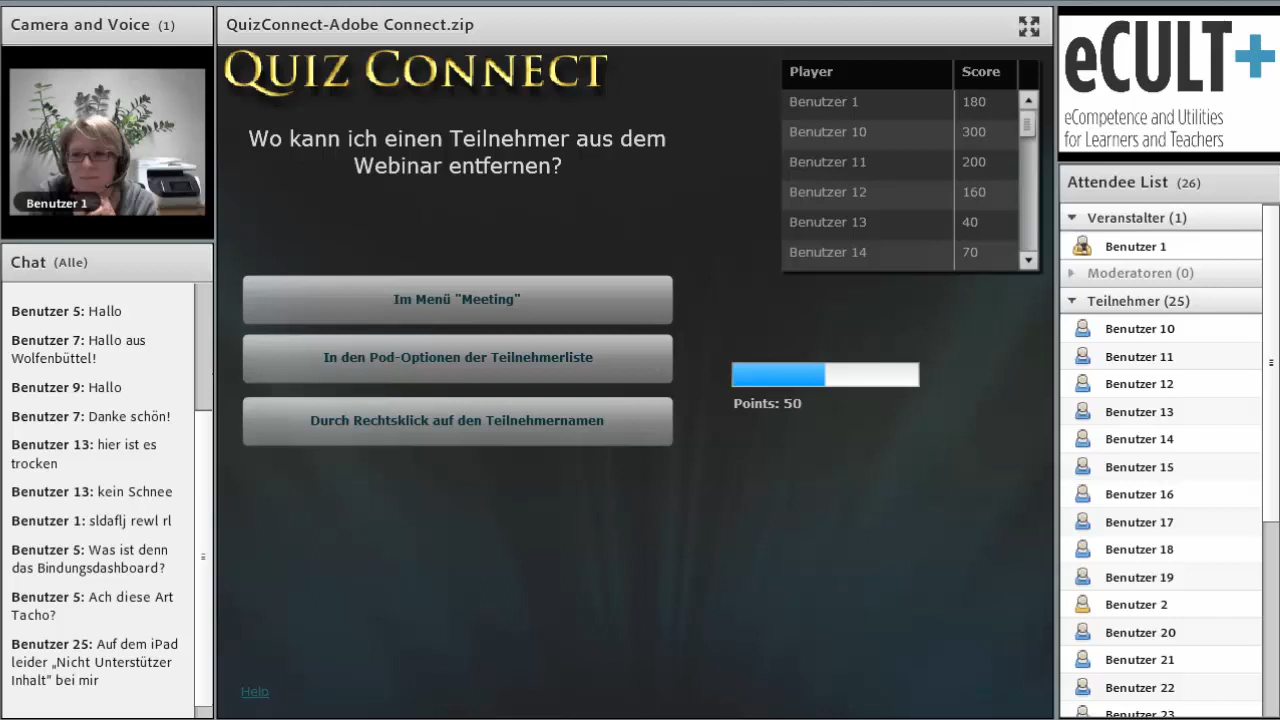 Camera and Voice (1)
Benutzer 1
Chat (Alle)
Benutzer 5: Hallo
Benutzer 7: Hallo aus
Wolfenbüttel!
Benutzer 9: Hallo
Benutzer 7: Danke schön!
Benutzer 13: hier ist es
trocken
Benutzer 13: kein Schnee
Benutzer 1: sldaflj rewl rl
Benutzer 5: Was ist denn
das Bindungsdashboard?
Benutzer 5: Ach diese Art
Tacho?
Benutzer 25: Auf dem iPad
leider „Nicht Unterstützer
Inhalt" bei mir
QuizConnect-Adobe Connect.zip
QUIZ CONNECT
Wo kann ich einen Teilnehmer aus dem
Webinar entfernen?
Im Menü "Meeting"
In den Pod-Optionen der Teilnehmerliste
Durch Rechtsklick auf den Teilnehmernamen
Help
Player Score
Benutzer 1 180
Benutzer 10 300
Benutzer 11 200
Benutzer 12 160
Benutzer 13 40
Benutzer 14 70
Points: 50
eCULT+
eCompetence and Utilities
for Learners and Teachers
Attendee List (26)
Veranstalter (1)
Benutzer 1
Moderatoren (0)
Teilnehmer (25)
Benutzer 10
Benutzer 11
Benutzer 12
Benutzer 13
Benutzer 14
Benutzer 15
Benutzer 16
Benutzer 17
Benutzer 18
Benutzer 19
Benutzer 2
Benutzer 20
Benutzer 21
Benutzer 22
Benutzer 23